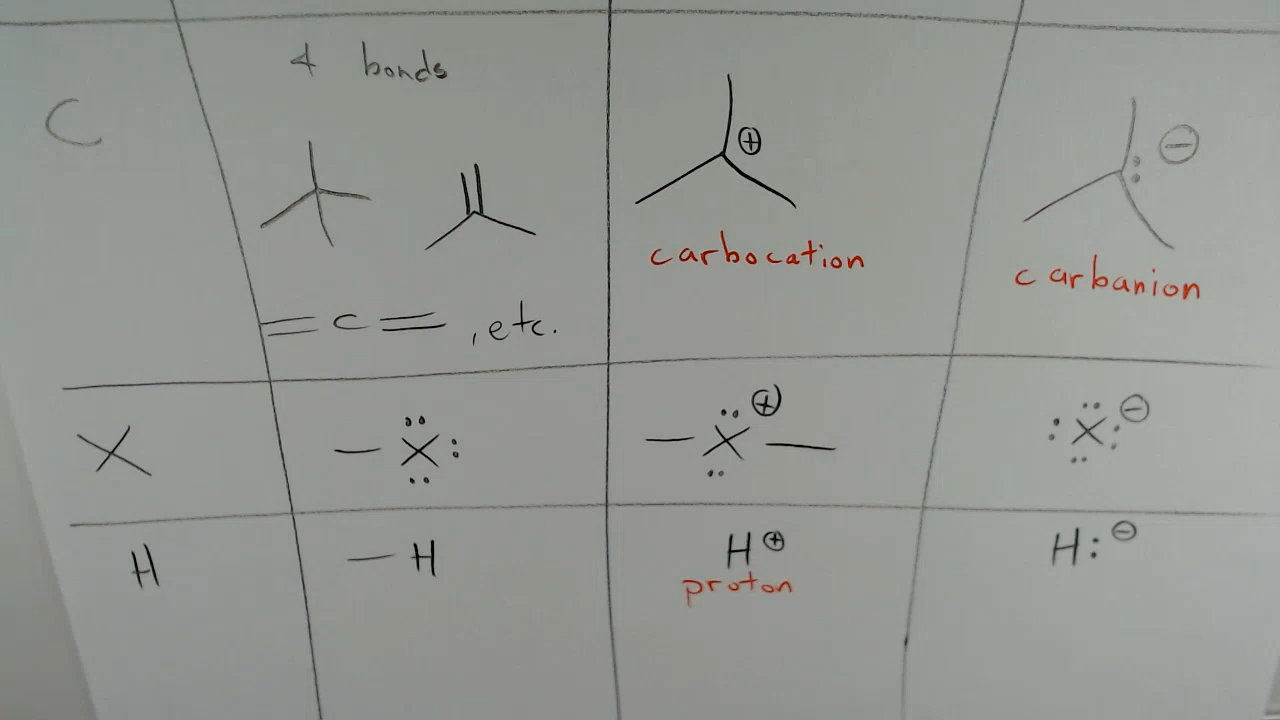 4 bonds
C
⊕
⊖
carbocation
carbanion
=C=, etc.
X
—Ẍ:
—X— ⊕
:X: ⊖
H
—H
H⊕
H:⊖
proton